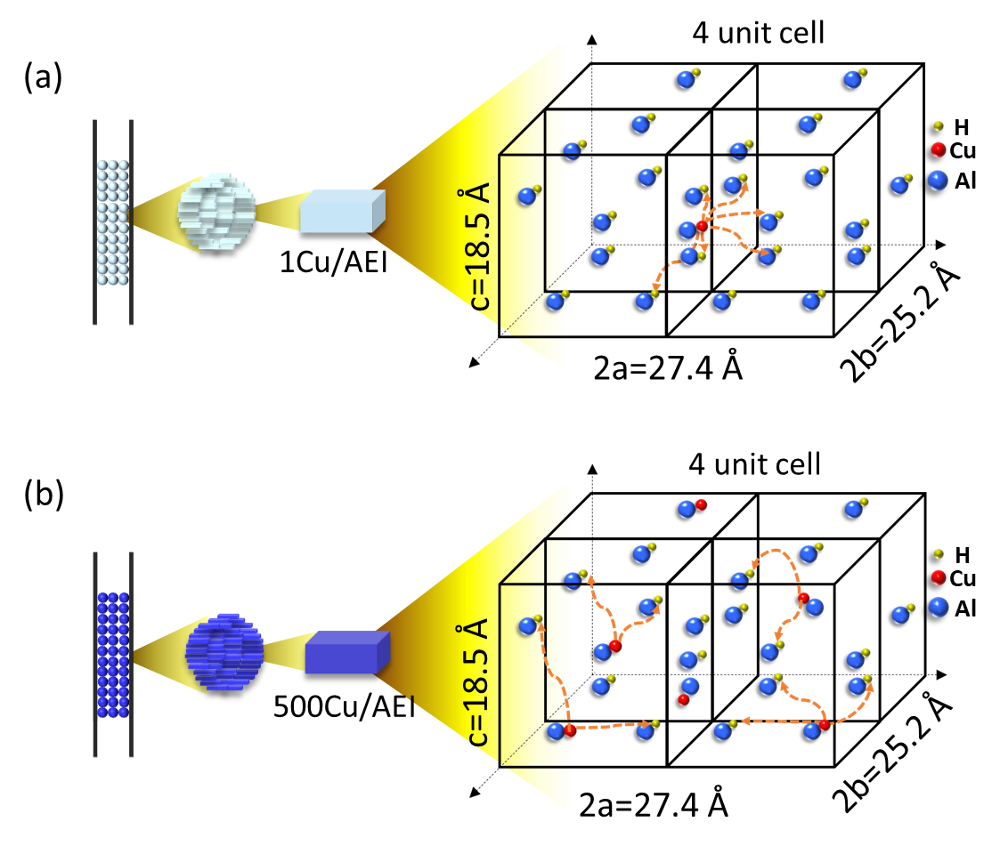 (a)
4 unit cell
H
Cu
Al
1Cu/AEI
c=18.5 Å
2a=27.4 Å
2b=25.2 Å
(b)
4 unit cell
H
Cu
Al
500Cu/AEI
c=18.5 Å
2a=27.4 Å
2b=25.2 Å